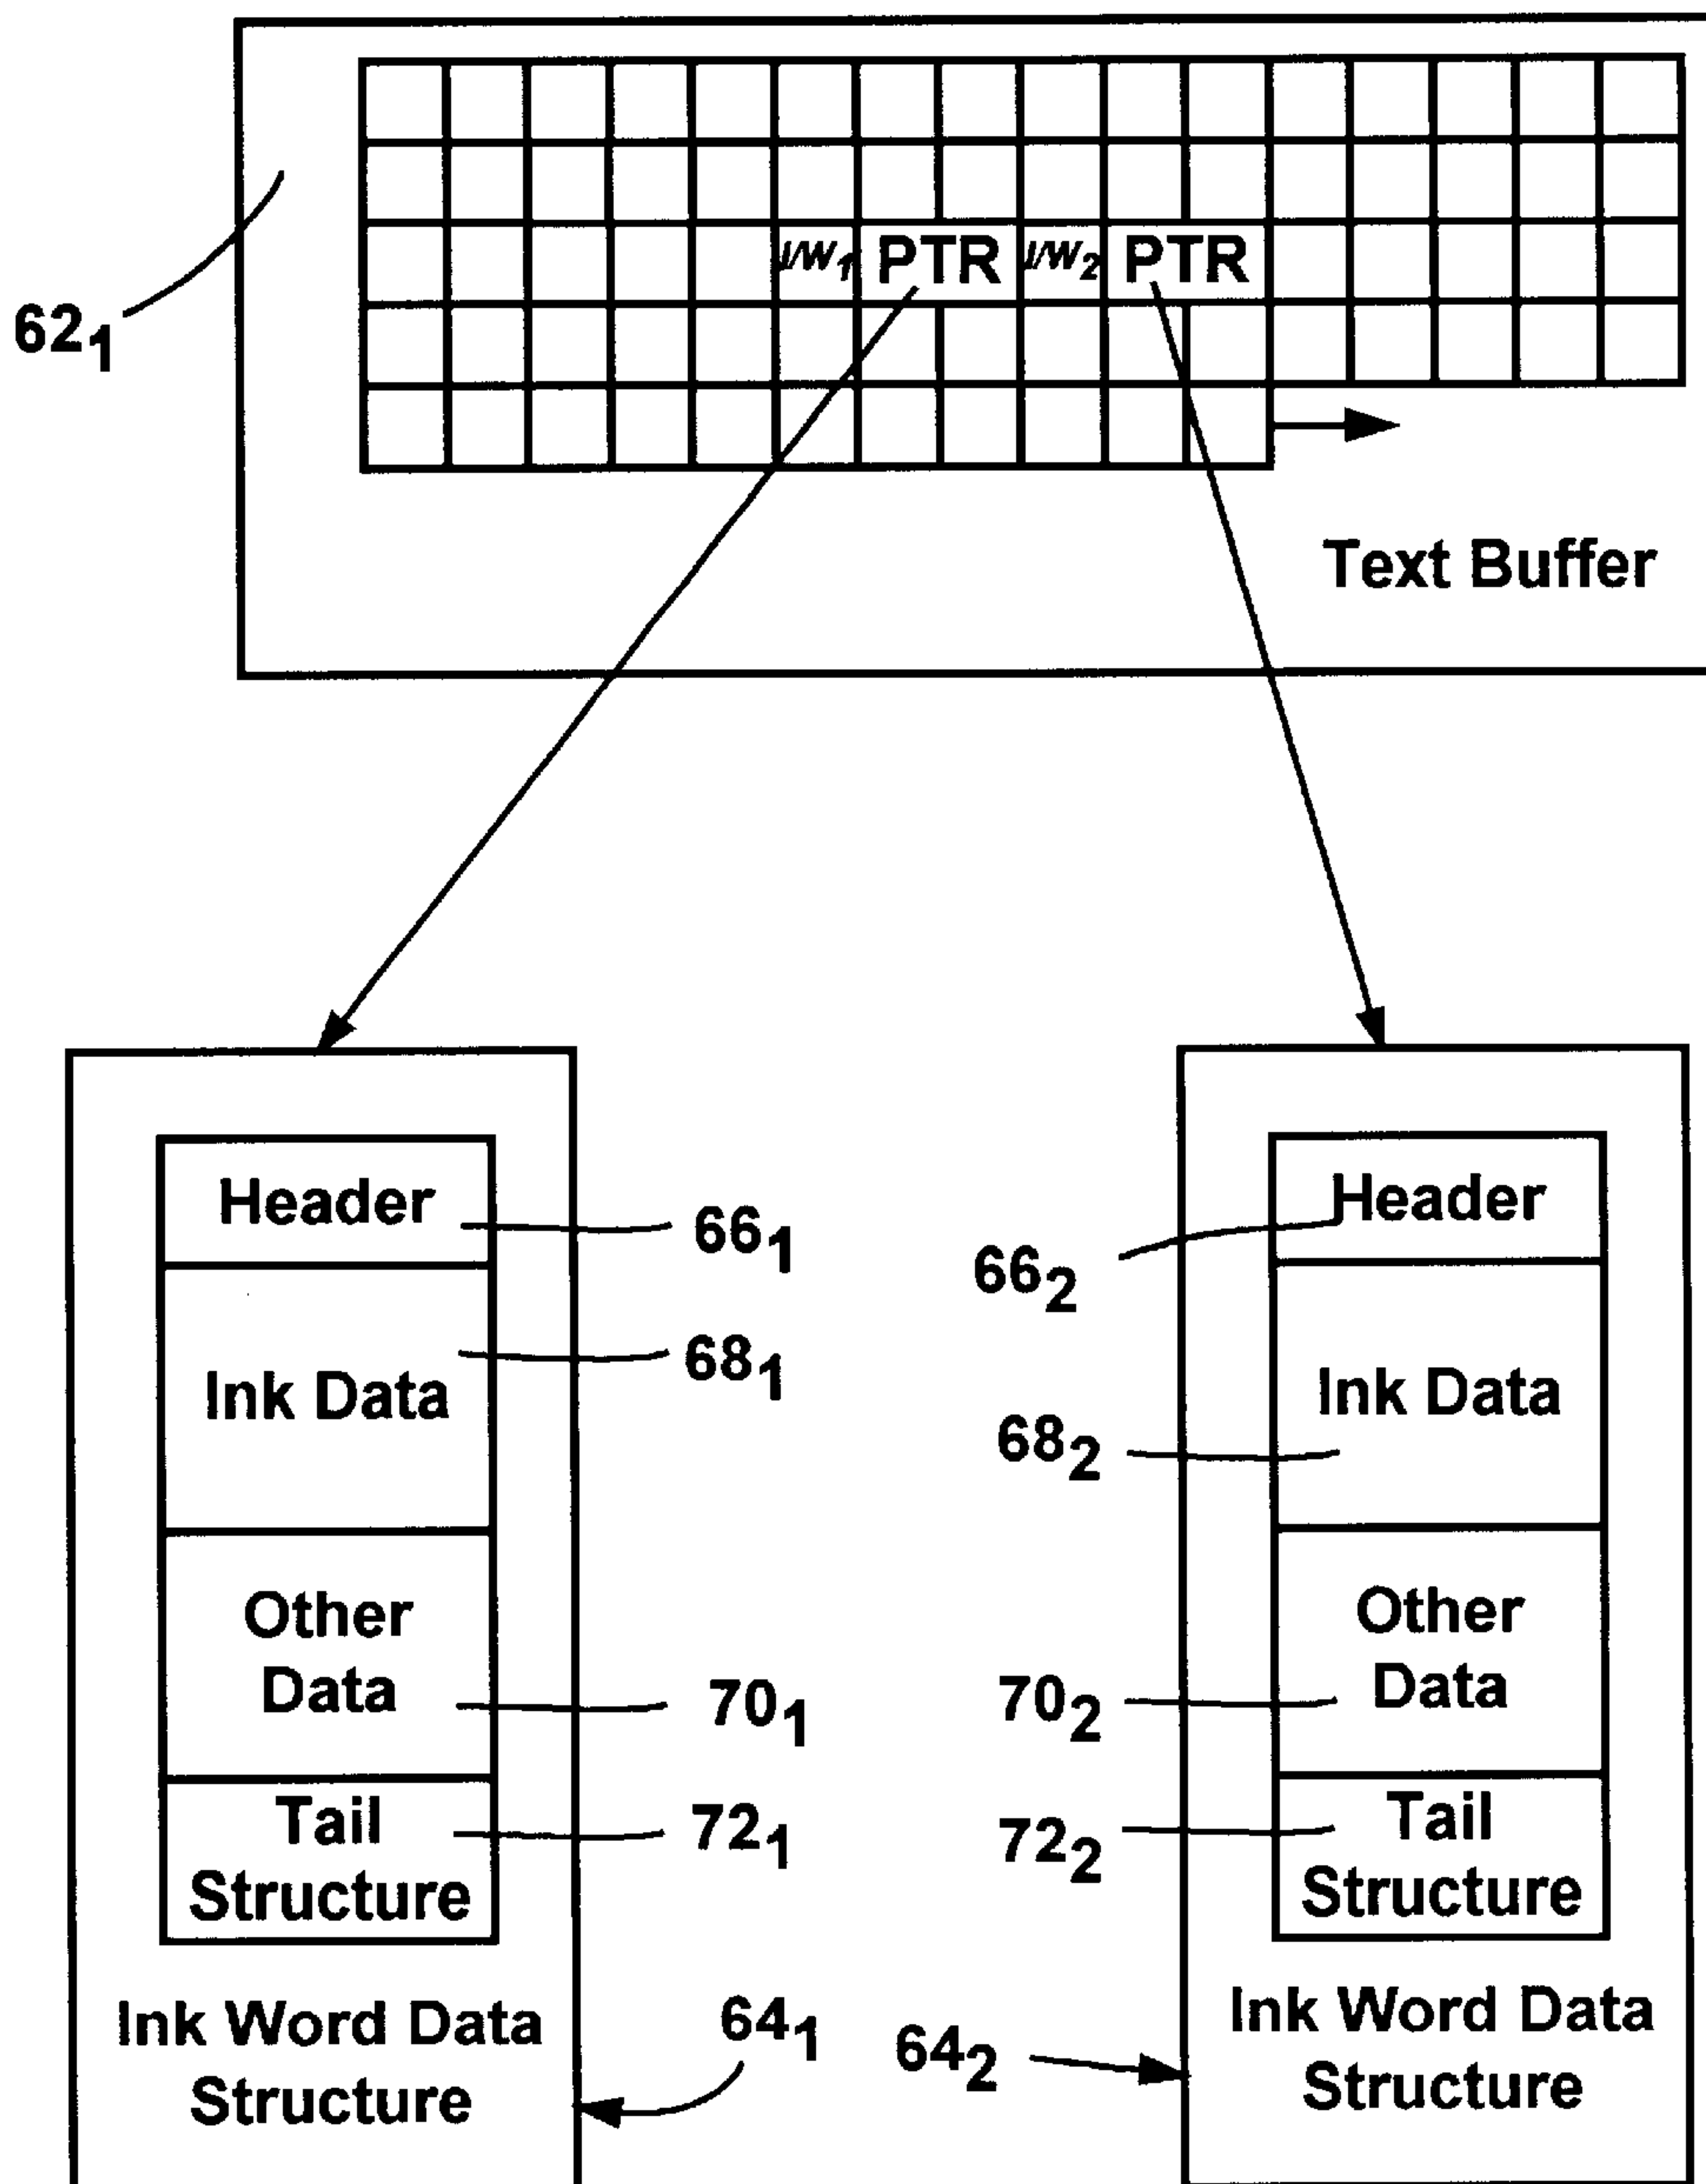 I/W1 PTR I/W2 PTR
621
Text Buffer
Header
661
Ink Data
681
Other
Data
701
Tail
Structure
721
Ink Word Data
Structure
641
Header
662
Ink Data
682
Other
Data
702
Tail
Structure
722
Ink Word Data
Structure
642